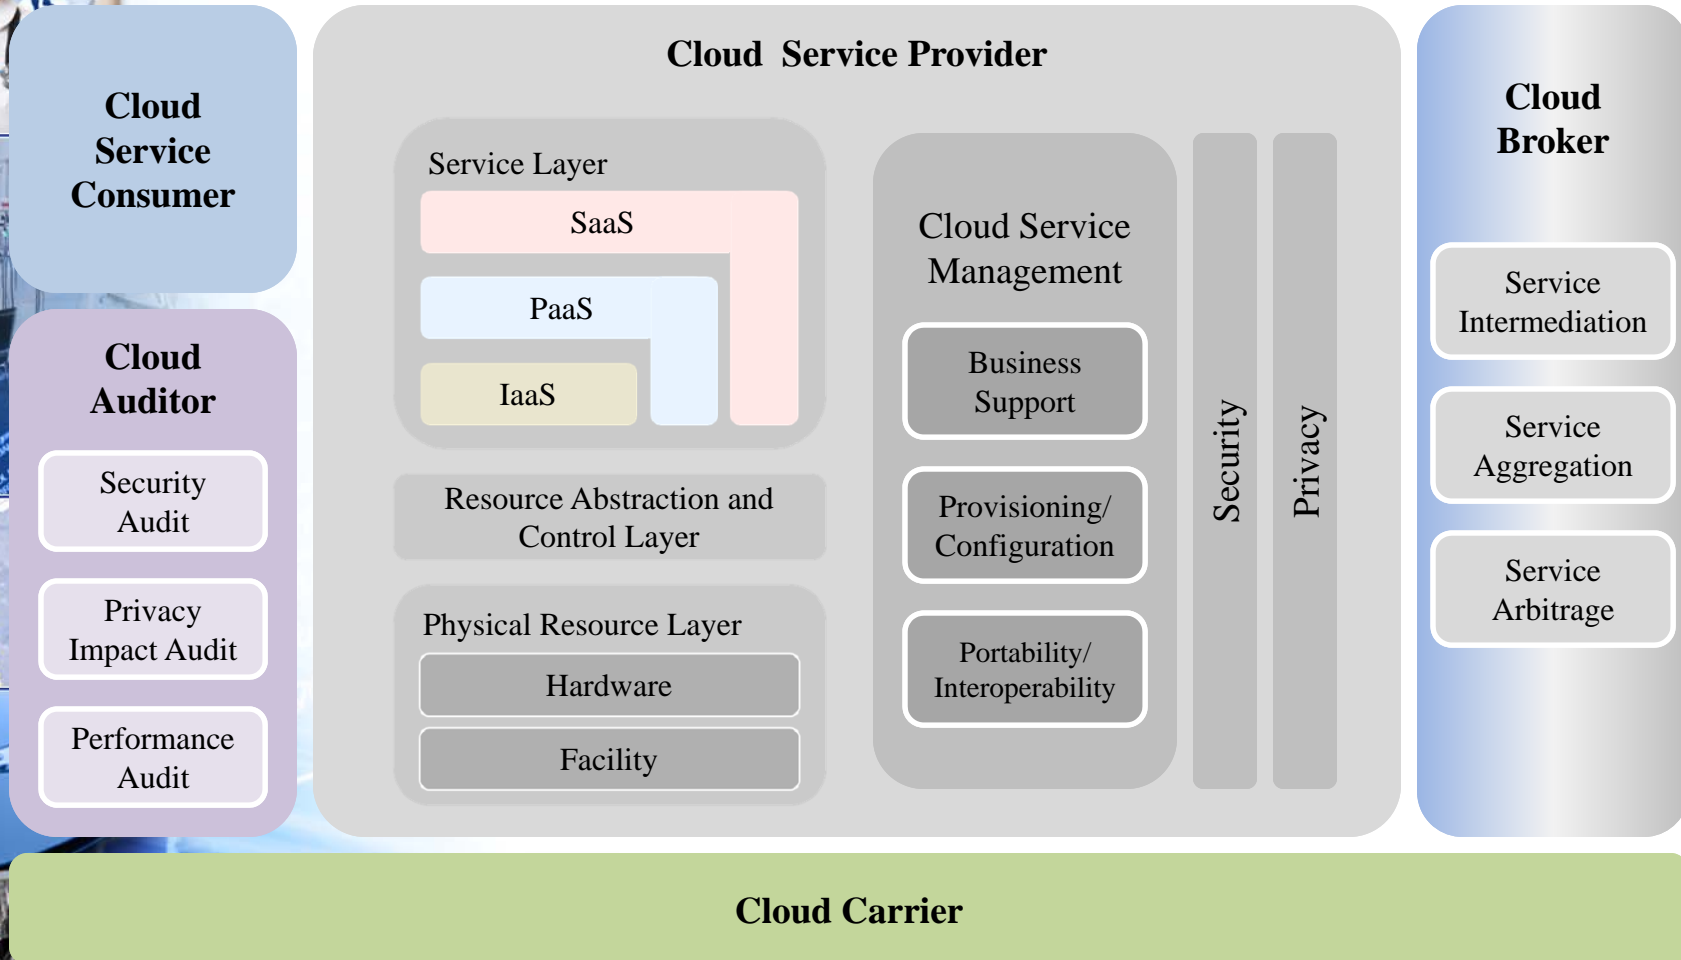 Cloud
Service
Consumer
Cloud
Auditor
Security
Audit
Privacy
Impact Audit
Performance
Audit
Cloud Service Provider
Service Layer
SaaS
PaaS
IaaS
Resource Abstraction and
Control Layer
Physical Resource Layer
Hardware
Facility
Cloud Service
Management
Business
Support
Provisioning/
Configuration
Portability/
Interoperability
Security
Privacy
Cloud
Broker
Service
Intermediation
Service
Aggregation
Service
Arbitrage
Cloud Carrier